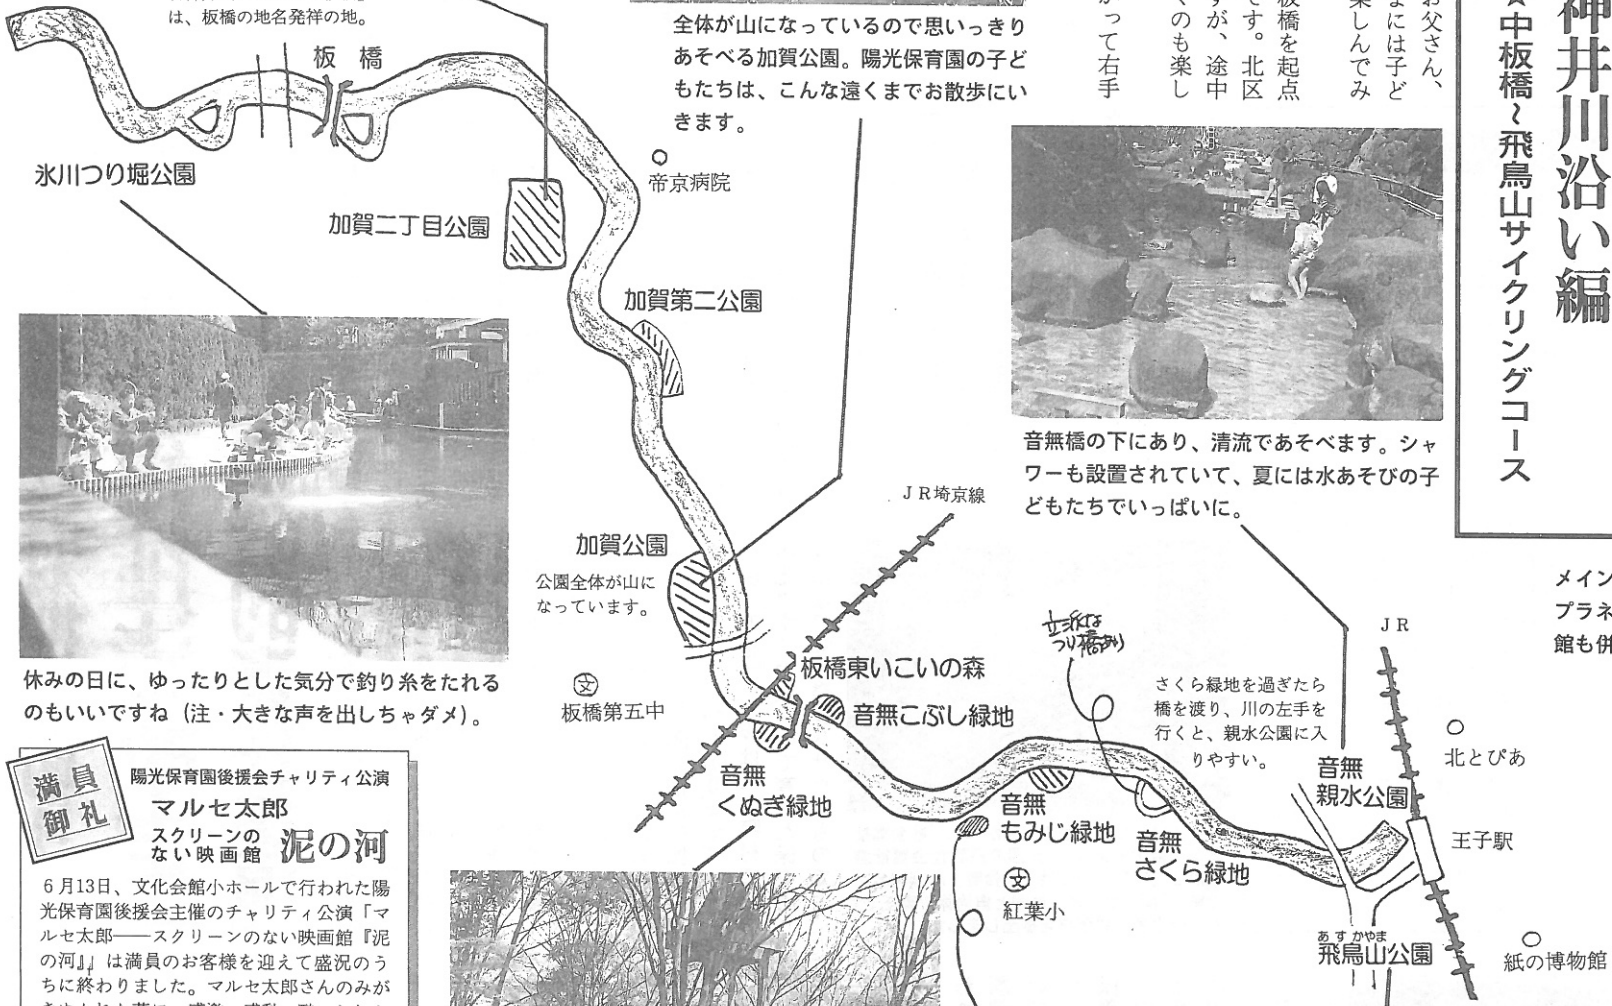 神井川沿い編
☆中板橋~飛鳥山サイクリングコース
お父さん、
まには子ど
楽しんでみ
板橋を起点
です。北区
すが、途中
くのも楽し
がって右手
は、板橋の地名発祥の地。
全体が山になっているので思いっきり
あそべる加賀公園。陽光保育園の子ど
もたちは、こんな遠くまでお散歩にい
きます。
板橋
氷川つり堀公園
帝京病院
加賀二丁目公園
加賀第二公園
音無橋の下にあり、清流であそべます。シャ
ワーも設置されていて、夏には水あそびの子
どもたちでいっぱいに。
JR埼京線
加賀公園
公園全体が山に
なっています。
メイン
プラネ
館も併
立派な
つり橋あり
JR
休みの日に、ゆったりとした気分で釣り糸をたれる
のもいいですね(注・大きな声を出しちゃダメ)。
文
板橋第五中
板橋東いこいの森
音無こぶし緑地
さくら緑地を過ぎたら
橋を渡り、川の左手を
行くと、親水公園に入
りやすい。
北とぴあ
音無
親水公園
音無
くぬぎ緑地
音無
もみじ緑地
音無
さくら緑地
王子駅
文
紅葉小
あすかやま
飛鳥山公園
紙の博物館
満員
御礼
陽光保育園後援会チャリティ公演
マルセ太郎
スクリーンの
ない映画館
泥の河
6月13日、文化会館小ホールで行われた陽
光保育園後援会主催のチャリティ公演「マ
ルセ太郎――スクリーンのない映画館『泥
の河』」は満員のお客様を迎えて盛況のう
ちに終わりました。マルセ太郎さんのみが